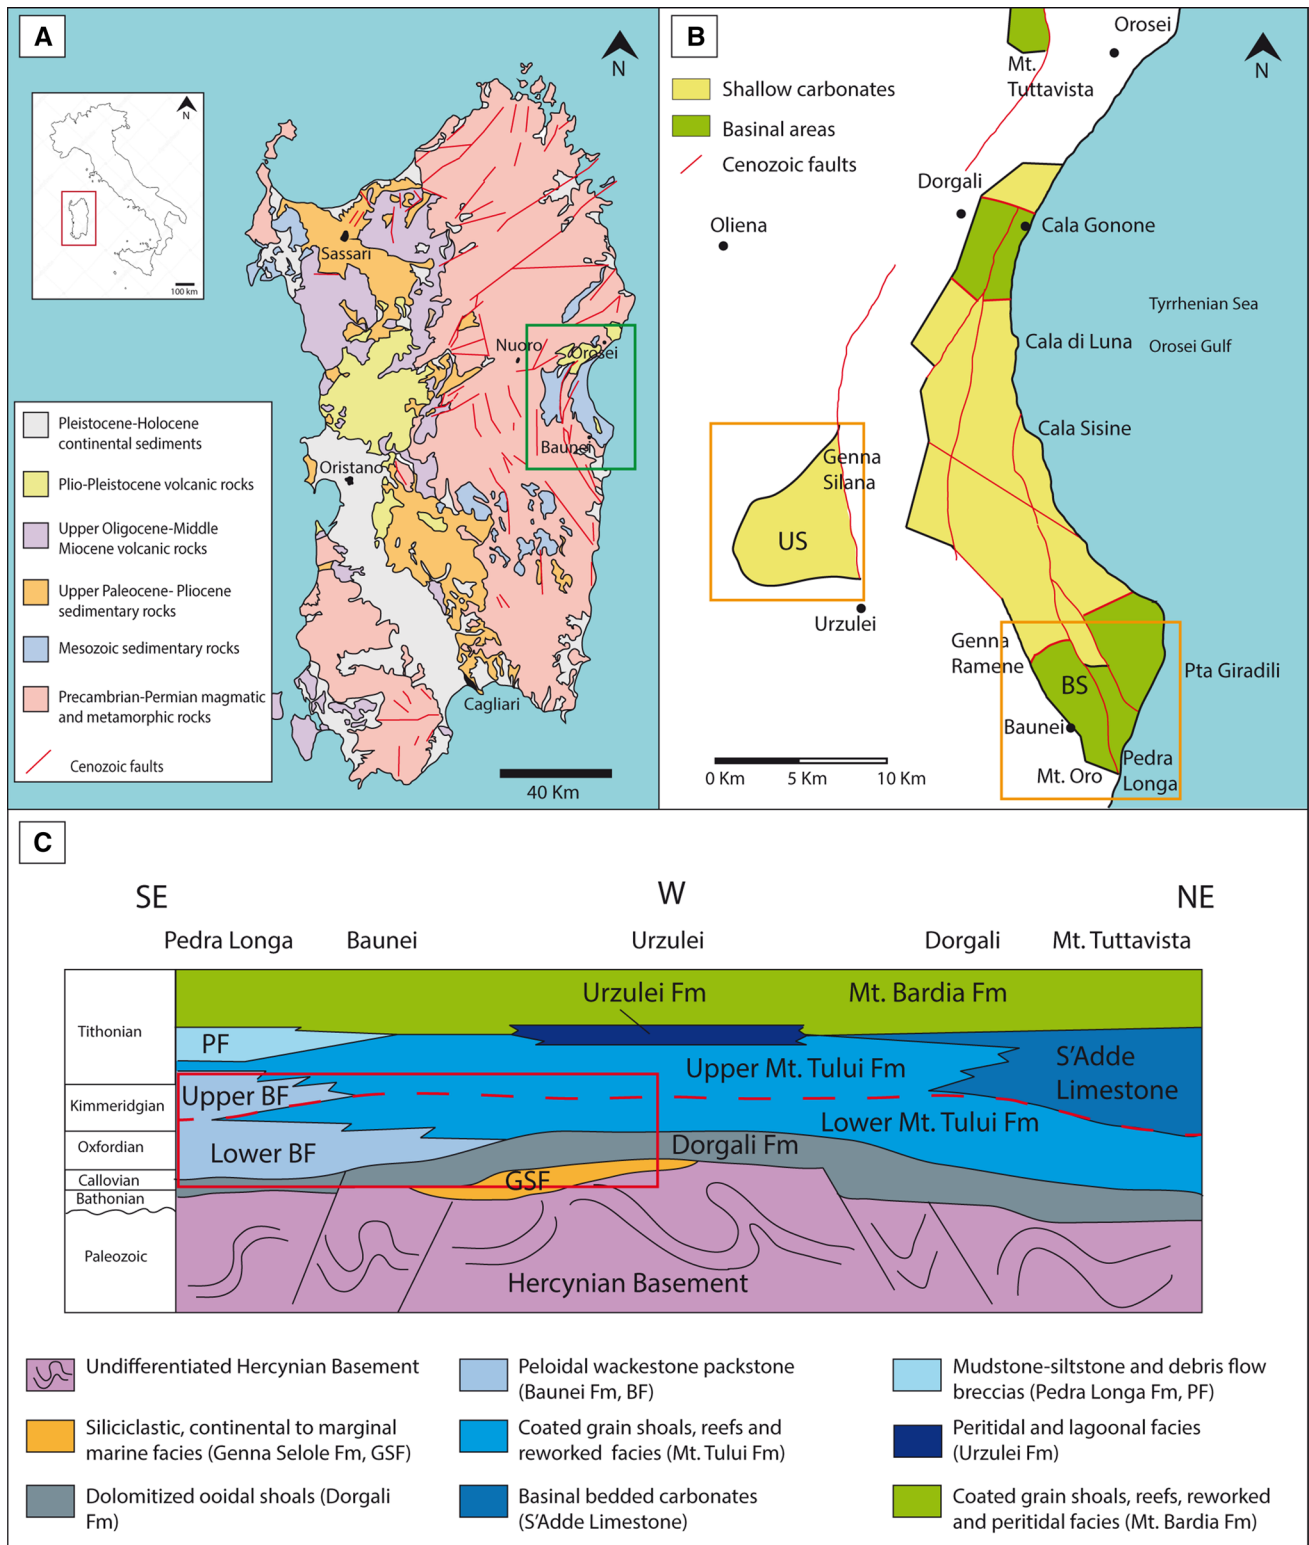 A
N
N
100 km
Sassari
Nuoro
Orosei
Baunei
Oristano
Cagliari
40 Km
Pleistocene-Holocene
continental sediments
Plio-Pleistocene volcanic rocks
Upper Oligocene-Middle
Miocene volcanic rocks
Upper Paleocene- Pliocene
sedimentary rocks
Mesozoic sedimentary rocks
Precambrian-Permian magmatic
and metamorphic rocks
Cenozoic faults
B
N
Shallow carbonates
Basinal areas
Cenozoic faults
Orosei
Mt.
Tuttavista
Dorgali
Oliena
Cala Gonone
Tyrrhenian Sea
Cala di Luna
Orosei Gulf
Cala Sisine
Genna
Silana
US
Urzulei
Genna
Ramene
Pta Giradili
BS
Baunei
Mt. Oro
Pedra
Longa
0 Km
5 Km
10 Km
C
SE
W
NE
Pedra Longa
Baunei
Urzulei
Dorgali
Mt. Tuttavista
Tithonian
Kimmeridgian
Oxfordian
Callovian
Bathonian
Paleozoic
Urzulei Fm
Mt. Bardia Fm
PF
Upper Mt. Tului Fm
S'Adde
Limestone
Upper BF
Lower Mt. Tului Fm
Lower BF
Dorgali Fm
GSF
Hercynian Basement
Undifferentiated Hercynian Basement
Siliciclastic, continental to marginal
marine facies (Genna Selole Fm, GSF)
Dolomitized ooidal shoals (Dorgali
Fm)
Peloidal wackestone packstone
(Baunei Fm, BF)
Coated grain shoals, reefs and
reworked facies (Mt. Tului Fm)
Basinal bedded carbonates
(S'Adde Limestone)
Mudstone-siltstone and debris flow
breccias (Pedra Longa Fm, PF)
Peritidal and lagoonal facies
(Urzulei Fm)
Coated grain shoals, reefs, reworked
and peritidal facies (Mt. Bardia Fm)